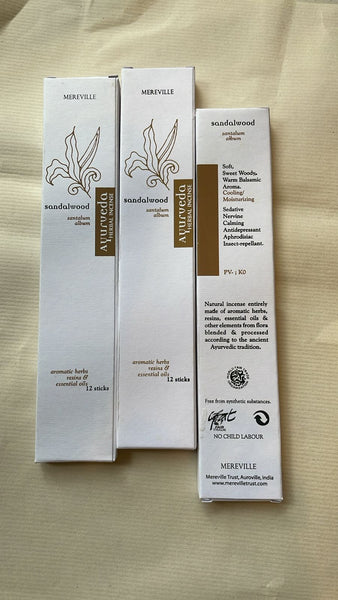 MEREVILLE
sandalwood
santalum
album
Ayurveda
HERBAL INCENSE
aromatic herbs
resins &
essential oils
12 sticks
MEREVILLE
sandalwood
santalum
album
Ayurveda
HERBAL INCENSE
aromatic herbs
resins &
essential oils
12 sticks
sandalwood
santalum
album
Soft,
Sweet Woody,
Warm Balsamic
Aroma.
Cooling/
Moisturizing
Sedative
Nervine
Calming
Antidepressant
Aphrodisiac
Insect-repellant.
PV- ; K0
Natural incense entirely
made of aromatic herbs,
resins, essential oils &
other elements from flora
blended & processed
according to the ancient
Ayurvedic tradition.
Free from synthetic substances.
NO CHILD LABOUR
MEREVILLE
Mereville Trust, Auroville, India
www.merevilletrust.com